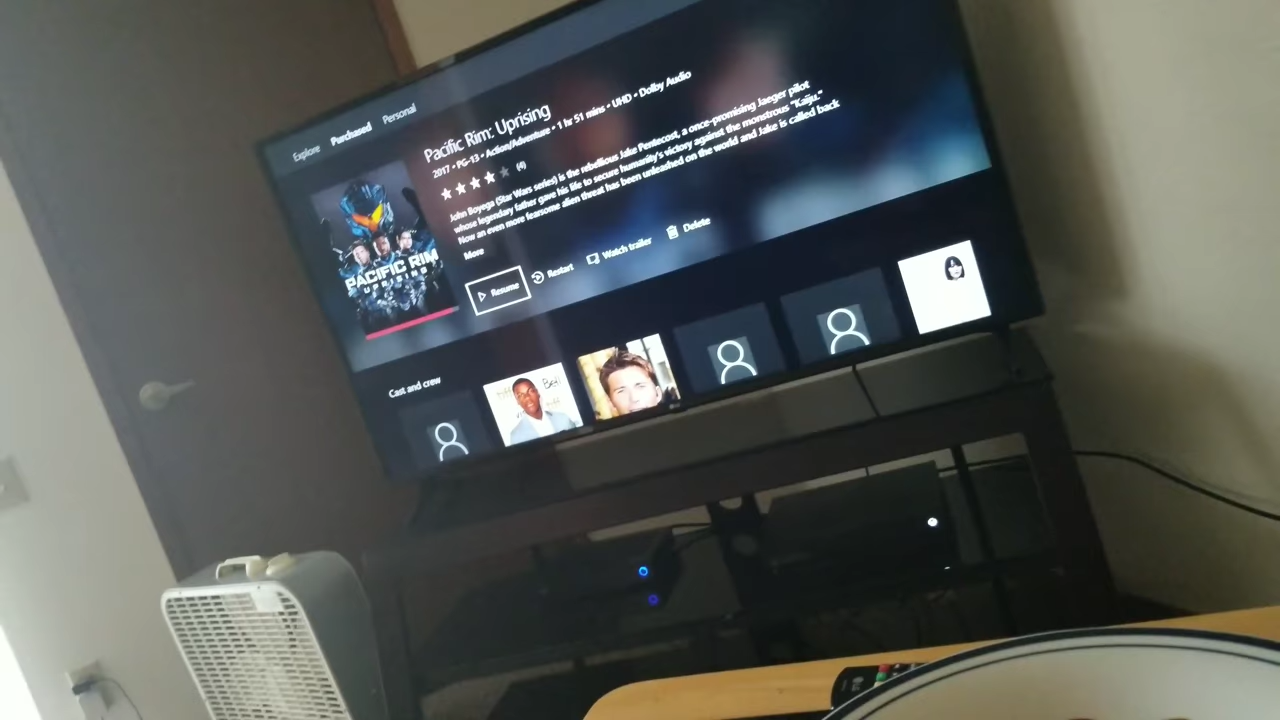 Explore Purchased Personal
Pacific Rim: Uprising
2017 • PG-13 • Action/Adventure • 1 hr 51 mins • UHD • Dolby Audio
(4)
John Boyega (Star Wars series) is the rebellious Jake Pentecost, a once-promising Jaeger pilot
whose legendary father gave his life to secure humanity's victory against the monstrous "Kaiju."
Now an even more fearsome alien threat has been unleashed on the world and Jake is called back
More
PACIFIC RIM
UPRISING
Resume Restart Watch trailer Delete
Cast and crew
Bell
LG